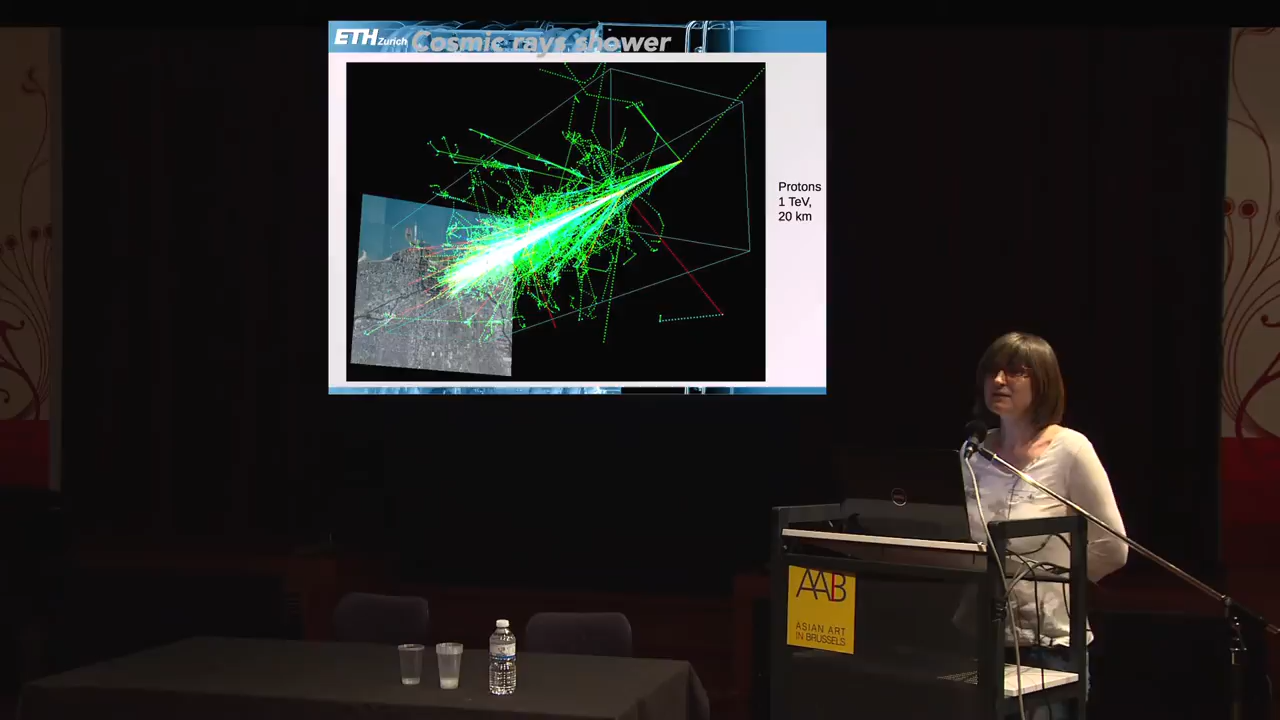 ETH Zurich Cosmic rays shower
Protons
1 TeV,
20 km
AAB
ASIAN ART
IN BRUSSELS